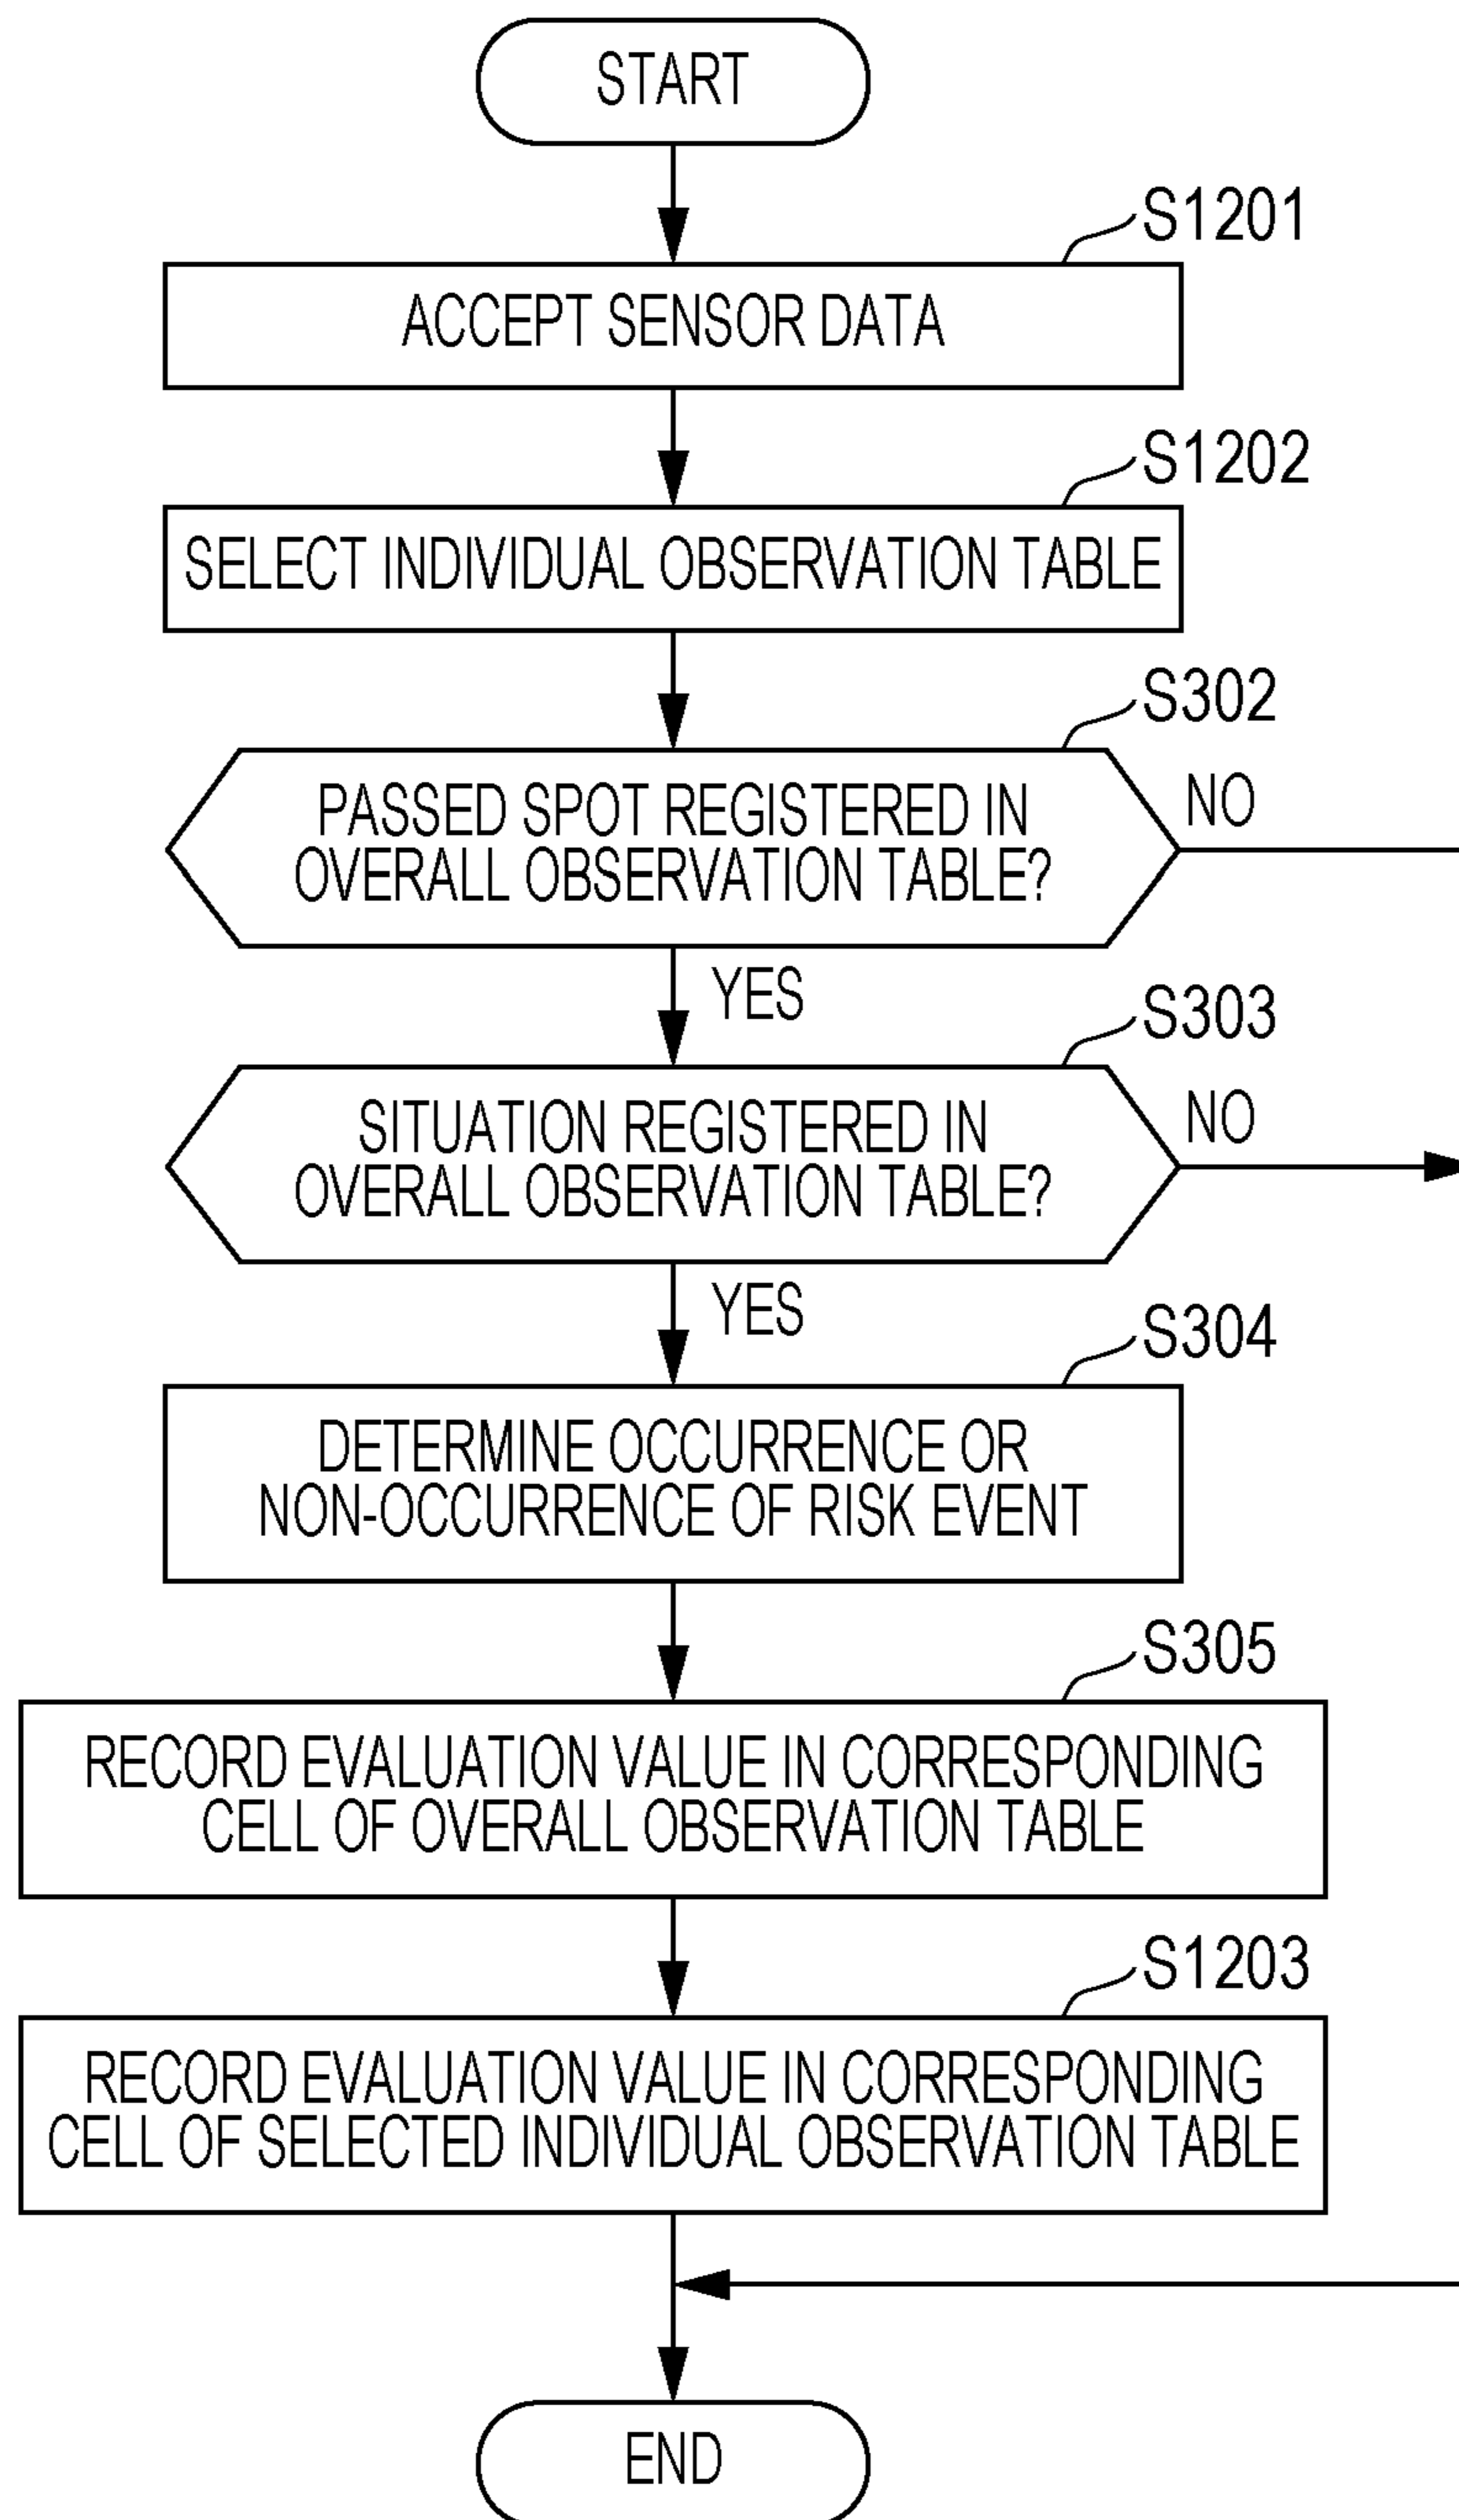 START
S1201
ACCEPT SENSOR DATA
S1202
SELECT INDIVIDUAL OBSERVATION TABLE
S302
PASSED SPOT REGISTERED IN
OVERALL OBSERVATION TABLE?
NO
YES
S303
SITUATION REGISTERED IN
OVERALL OBSERVATION TABLE?
NO
YES
S304
DETERMINE OCCURRENCE OR
NON-OCCURRENCE OF RISK EVENT
S305
RECORD EVALUATION VALUE IN CORRESPONDING
CELL OF OVERALL OBSERVATION TABLE
S1203
RECORD EVALUATION VALUE IN CORRESPONDING
CELL OF SELECTED INDIVIDUAL OBSERVATION TABLE
END